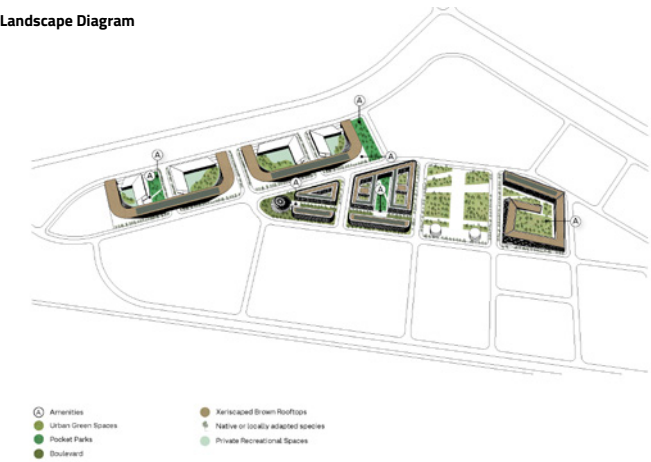 Landscape Diagram
A
A
A
A
A
A
A
A Amenities
Urban Green Spaces
Pocket Parks
Boulevard
Xeriscaped Brown Rooftops
Native or locally adapted species
Private Recreational Spaces